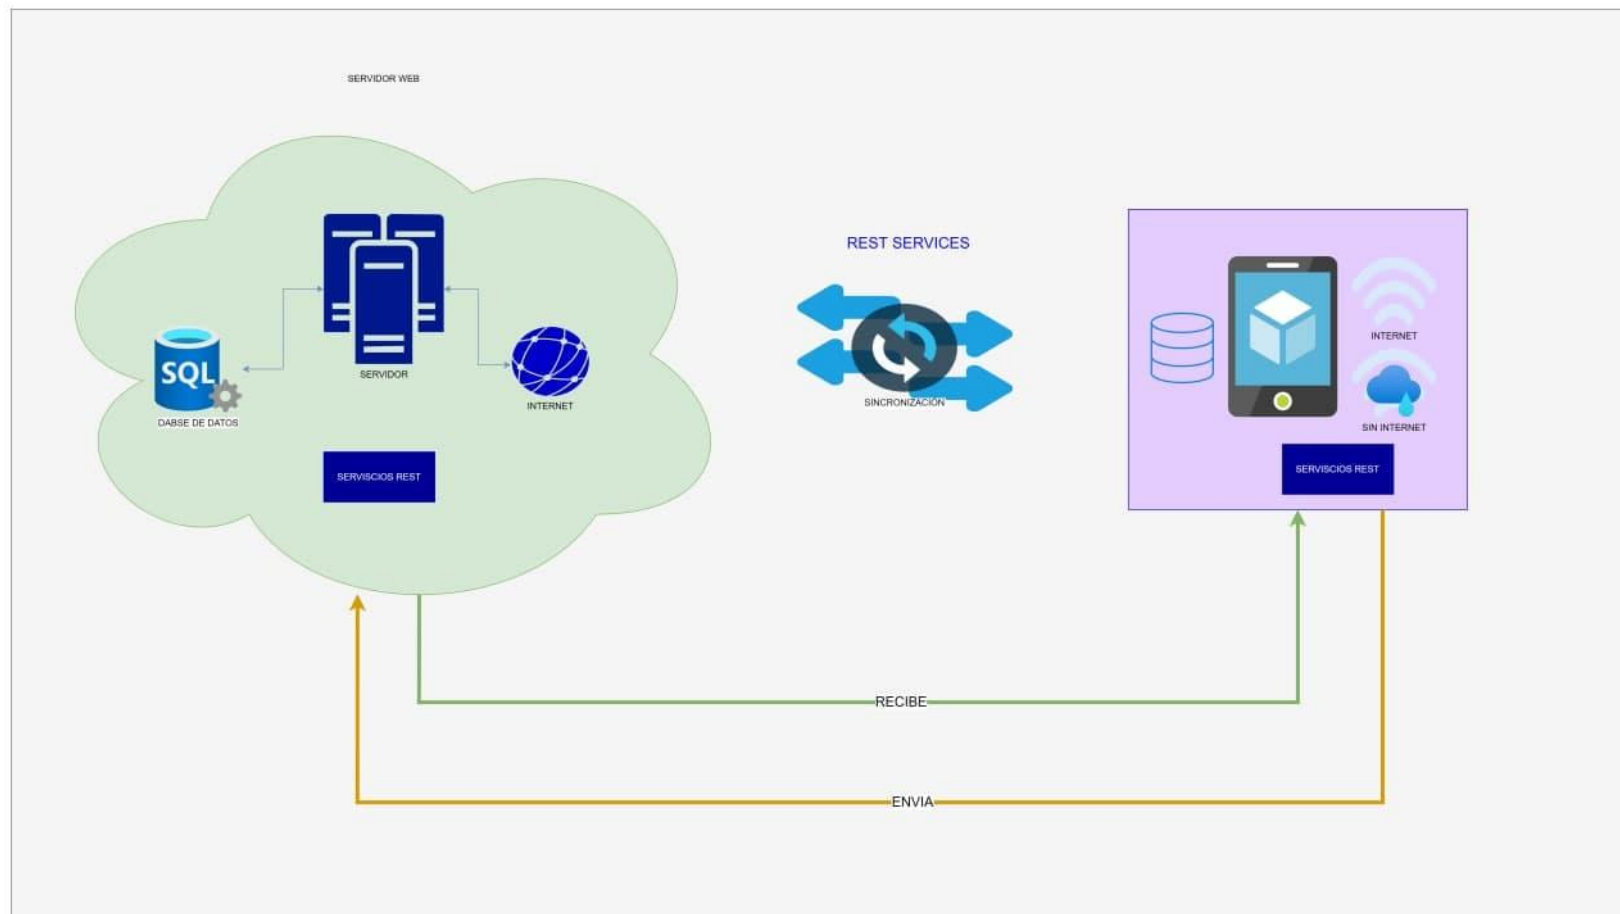 SERVIDOR WEB
SERVIDOR
SQL
DABSE DE DATOS
INTERNET
SERVISCIOS REST
REST SERVICES
SINCRONIZACIÓN
INTERNET
SIN INTERNET
SERVISCIOS REST
RECIBE
ENVIA